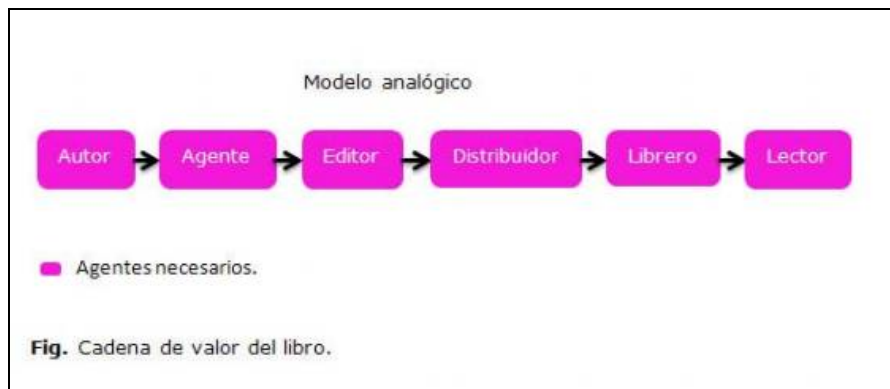 Modelo analógico
Autor Agente Editor Distribuidor Librero Lector
Agentes necesarios.
Fig. Cadena de valor del libro.